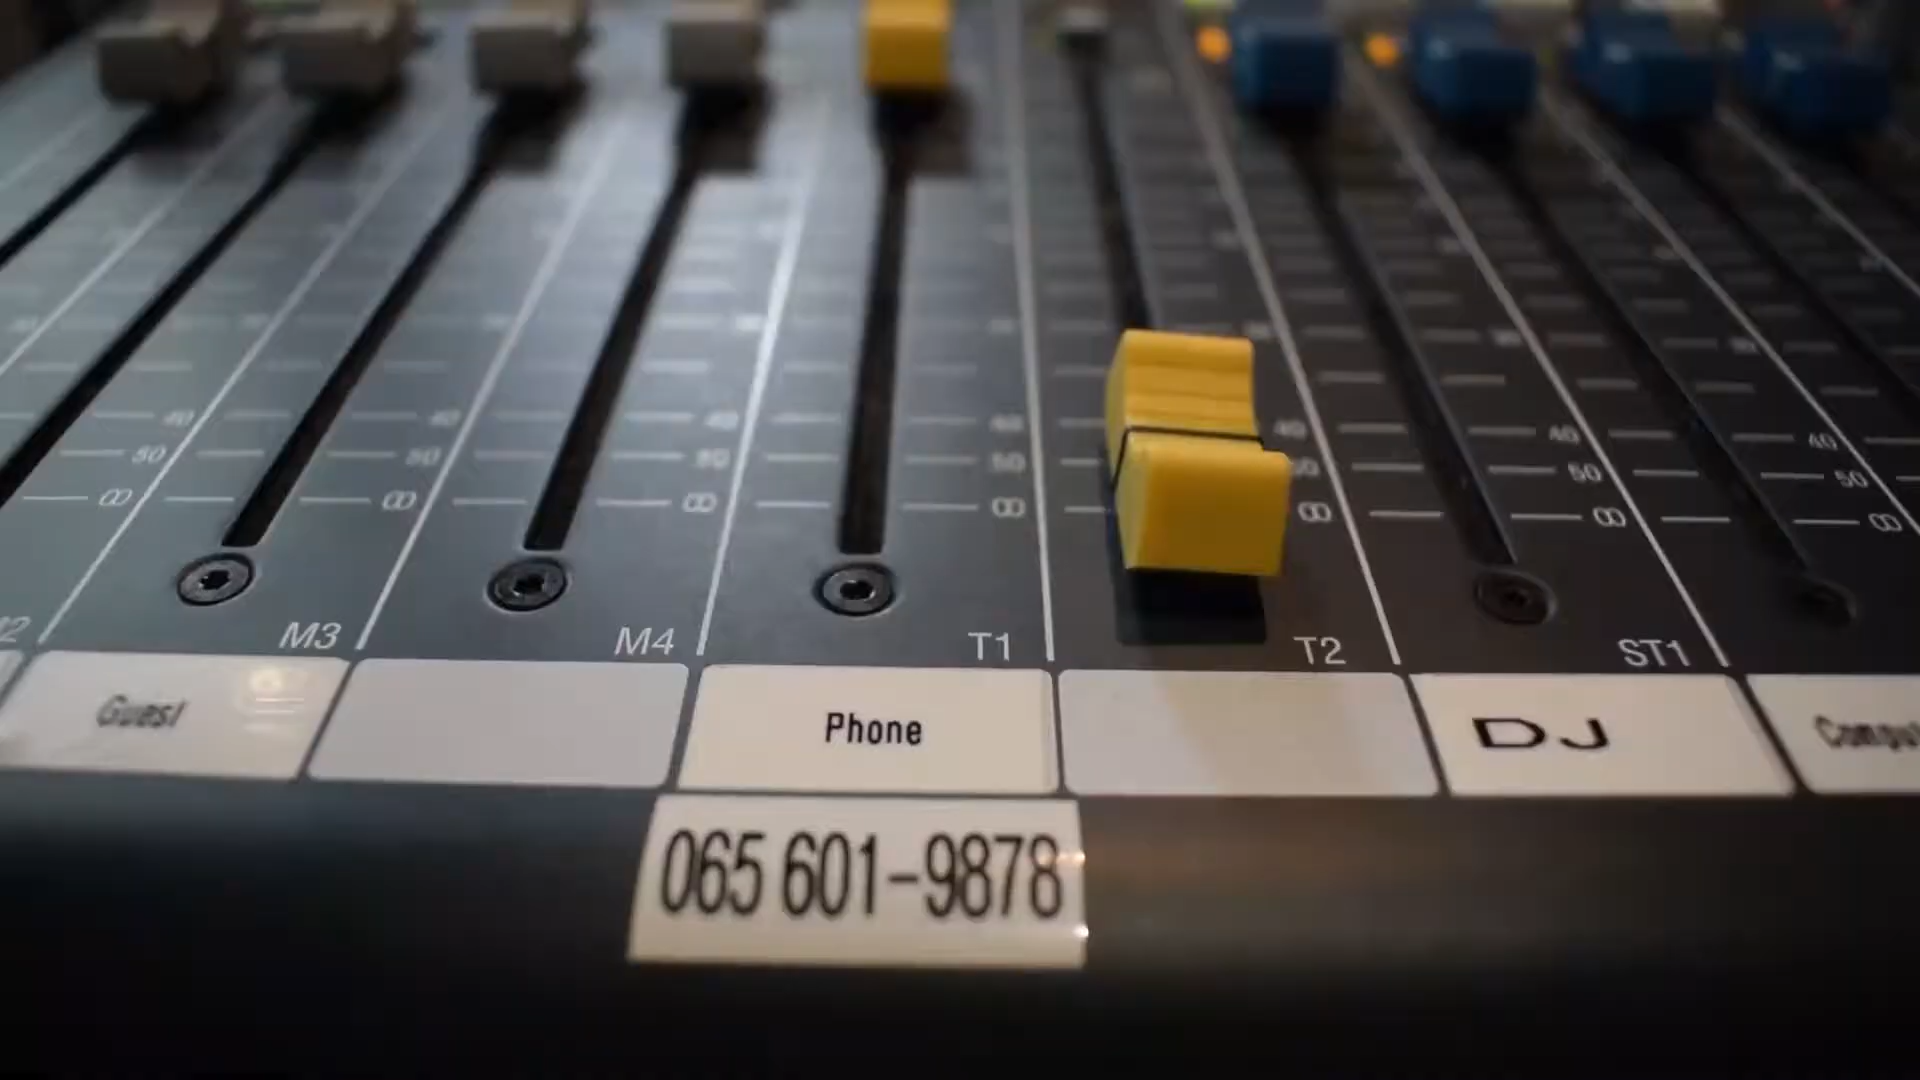 40 40 40 40 40 40 40
50 50 50 50 50 50
∞ ∞ ∞ ∞ ∞ ∞ ∞
M3 M4 T1 T2 ST1
Guest Phone DJ
065 601-9878